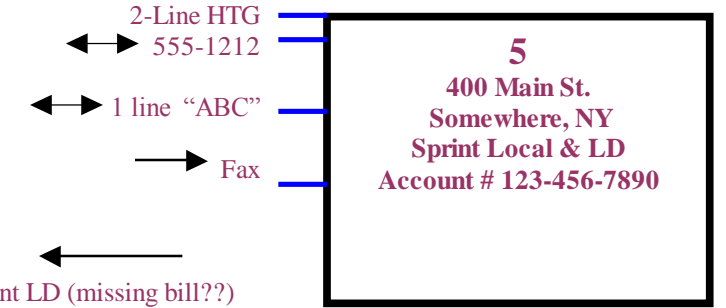 2-Line HTG
555-1212
1 line “ABC”
Fax
LD (missing bill??)
5
400 Main St.
Somewhere, NY
Sprint Local & LD
Account # 123-456-7890